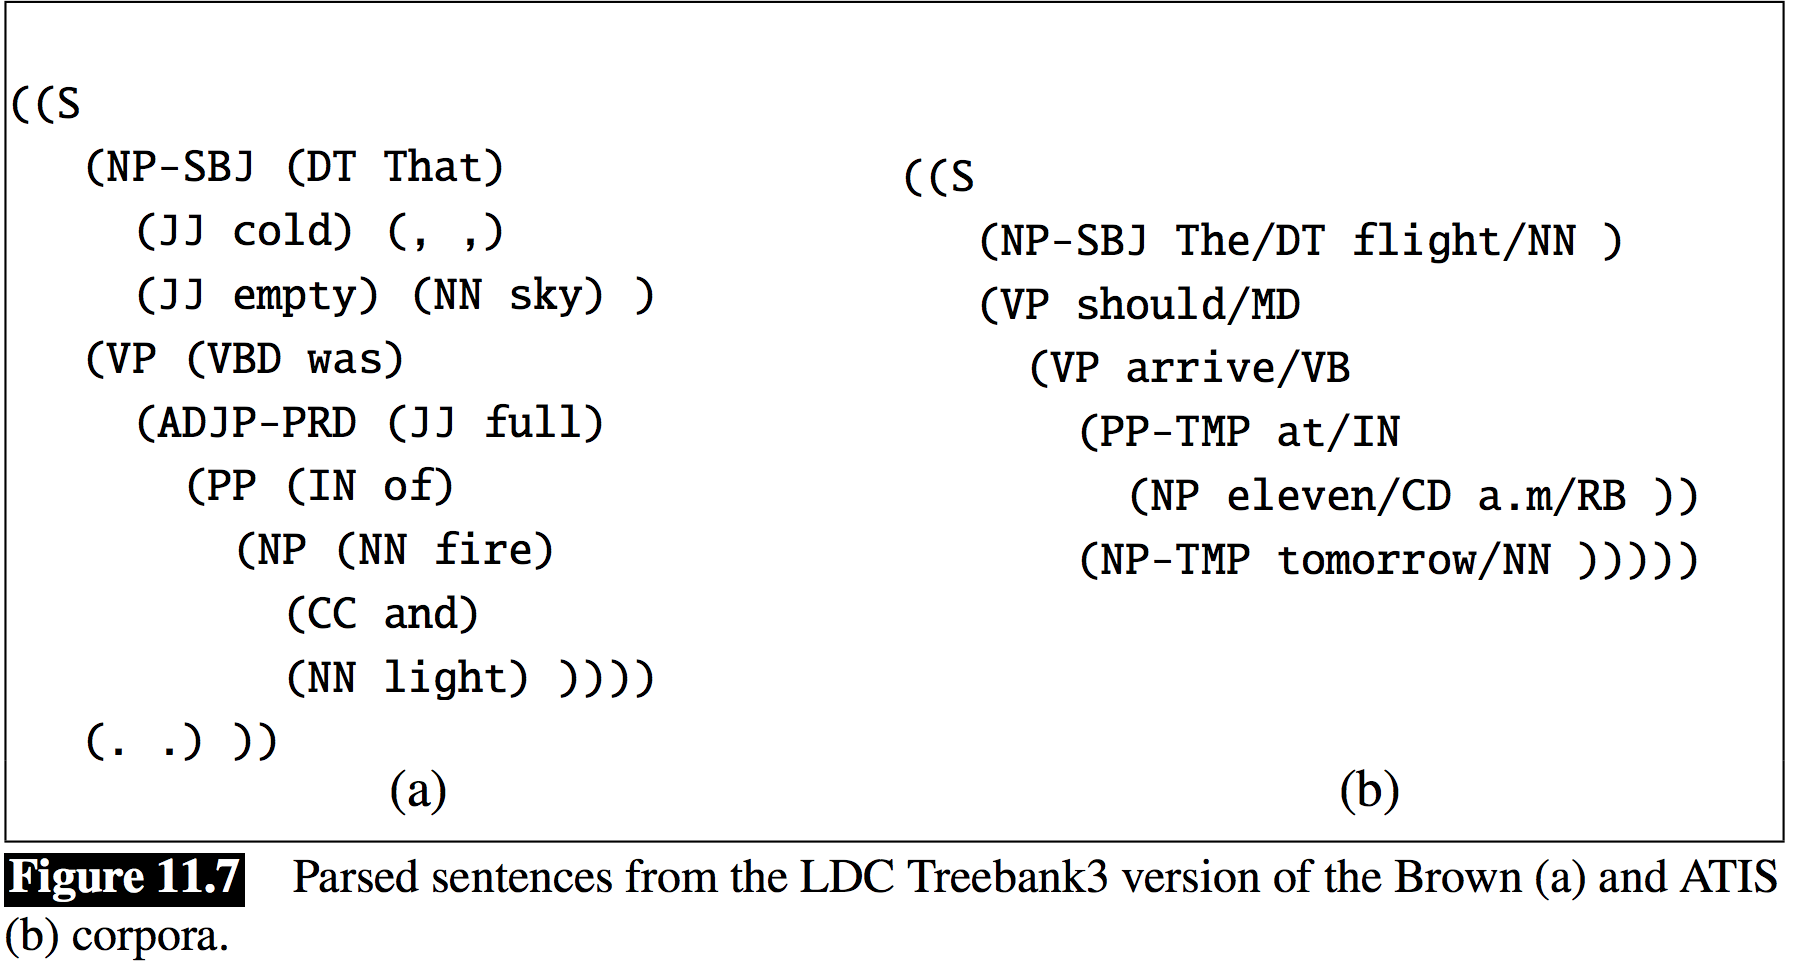 ((S
(NP-SBJ (DT That)
(JJ cold) (, ,)
(JJ empty) (NN sky) )
(VP (VBD was)
(ADJP-PRD (JJ full)
(PP (IN of)
(NP (NN fire)
(CC and)
(NN light) ))))
(. .) ))
(a)
((S
(NP-SBJ The/DT flight/NN )
(VP should/MD
(VP arrive/VB
(PP-TMP at/IN
(NP eleven/CD a.m/RB ))
(NP-TMP tomorrow/NN )))))
(b)
Figure 11.7 Parsed sentences from the LDC Treebank3 version of the Brown (a) and ATIS
(b) corpora.